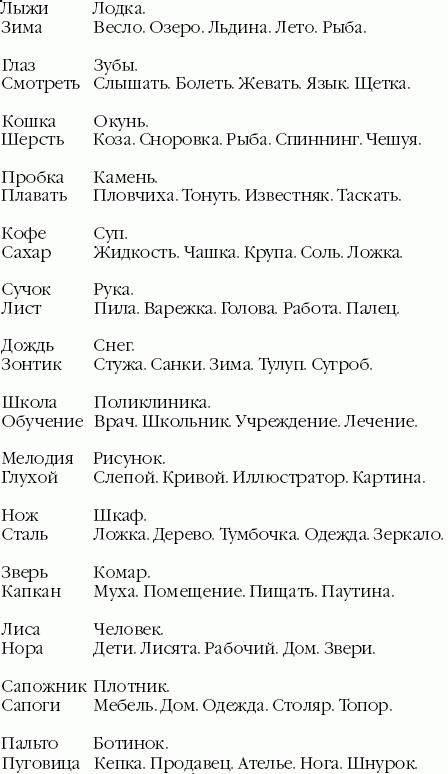 Лыжи Лодка.
Зима Весло. Озеро. Льдина. Лето. Рыба.
Глаз Зубы.
Смотреть Слышать. Болеть. Жевать. Язык. Щетка.
Кошка Окунь.
Шерсть Коза. Сноровка. Рыба. Спиннинг. Чешуя.
Пробка Камень.
Плавать Пловчиха. Тонуть. Известняк. Таскать.
Кофе Суп.
Сахар Жидкость. Чашка. Крупа. Соль. Ложка.
Сучок Рука.
Лист Пила. Варежка. Голова. Работа. Палец.
Дождь Снег.
Зонтик Стужа. Санки. Зима. Тулуп. Сугроб.
Школа Поликлиника.
Обучение Врач. Школьник. Учреждение. Лечение.
Мелодия Рисунок.
Глухой Слепой. Кривой. Иллюстратор. Картина.
Нож Шкаф.
Сталь Ложка. Дерево. Тумбочка. Одежда. Зеркало.
Зверь Комар.
Капкан Муха. Помещение. Пищать. Паутина.
Лиса Человек.
Нора Дети. Лисята. Рабочий. Дом. Звери.
Сапожник Плотник.
Сапоги Мебель. Дом. Одежда. Столяр. Топор.
Пальто Ботинок.
Пуговица Кепка. Продавец. Ателье. Нога. Шнурок.